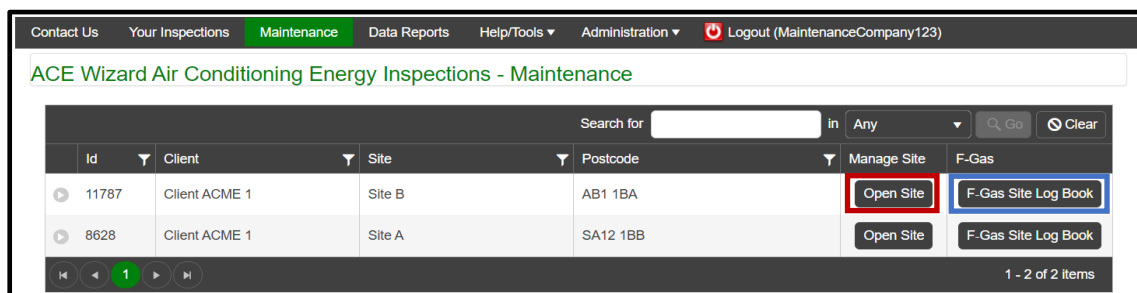 Contact Us Your Inspections Maintenance Data Reports Help/Tools ▾ Administration ▾ Logout (MaintenanceCompany123)
ACE Wizard Air Conditioning Energy Inspections - Maintenance
Search for in Any Go Clear
Id Client Site Postcode Manage Site F-Gas
11787 Client ACME 1 Site B AB1 1BA Open Site F-Gas Site Log Book
8628 Client ACME 1 Site A SA12 1BB Open Site F-Gas Site Log Book
1 1 - 2 of 2 items